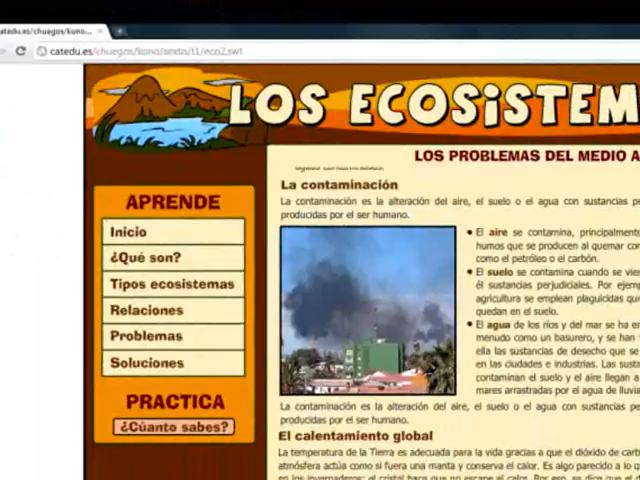 catedu.es/chuegos/kono...
catedu.es/chuegos/kono/sexto/t1/eco2.swf
LOS ECOSISTEM
LOS PROBLEMAS DEL MEDIO A
La contaminación
La contaminación es la alteración del aire, el suelo o el agua con sustancias pe
producidas por el ser humano.
APRENDE
Inicio
¿Qué son?
Tipos ecosistemas
Relaciones
Problemas
Soluciones
PRACTICA
¿Cúanto sabes?
• El aire se contamina, principalmente
humos que se producen al quemar con
como el petróleo o el carbón.
• El suelo se contamina cuando se vie
él sustancias perjudiciales. Por ejem
agricultura se emplean plaguicidas qu
quedan en el suelo.
• El agua de los ríos y del mar se ha e
menudo como un basurero, y se han
ella las sustancias de desecho que se
en las ciudades e industrias. Las sust
contaminan el suelo y el aire llegan a
mares arrastradas por el agua de lluvia
La contaminación es la alteración del aire, el suelo o el agua con sustancias pe
producidas por el ser humano.
El calentamiento global
La temperatura de la Tierra es adecuada para la vida gracias a que el dióxido de carb
atmósfera actúa como si fuera una manta y conserva el calor. Es algo parecido a lo q